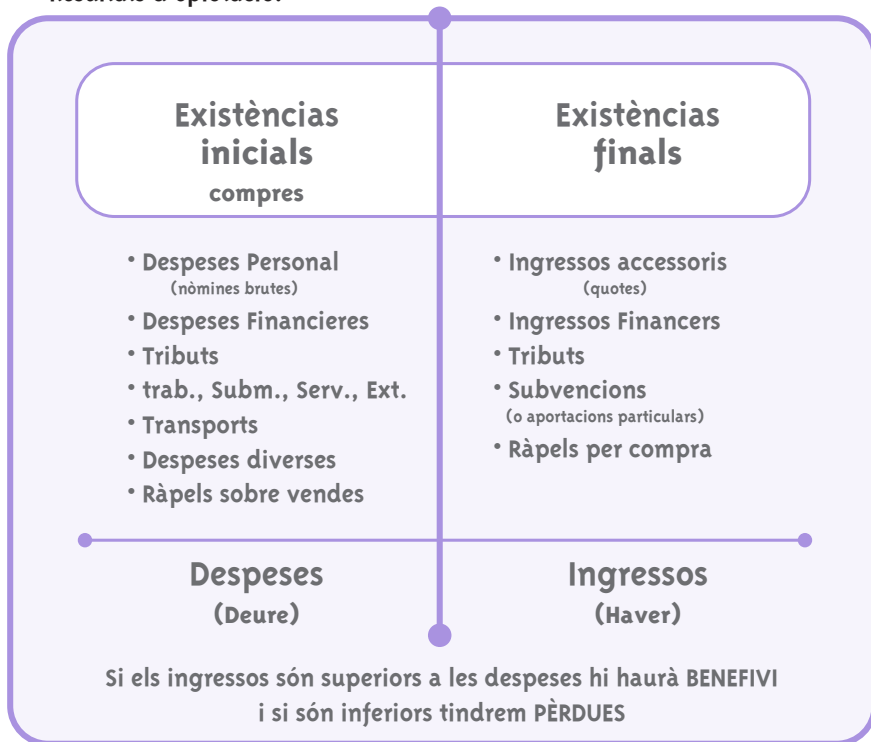 Existències
inicials
compres
Existències
finals
• Despeses Personal
(nòmines brutes)
• Despeses Financieres
• Tributs
• trab., Subm., Serv., Ext.
• Transports
• Despeses diverses
• Ràpels sobre vendes
• Ingressos accessoris
(quotes)
• Ingressos Financers
• Tributs
• Subvencions
(o aportacions particulars)
• Ràpels per compra
Despeses
(Deure)
Ingressos
(Haver)
Si els ingressos són superiors a les despeses hi haurà BENEFIVI
i si són inferiors tindrem PÈRDUES